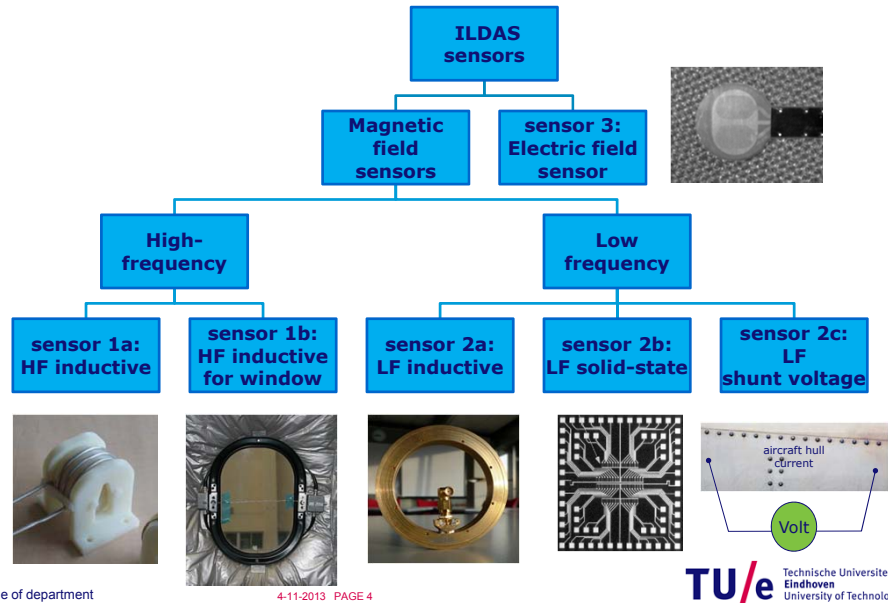 ILDAS
sensors
Magnetic
field
sensors
sensor 3:
Electric field
sensor
High-
frequency
Low
frequency
sensor 1a:
HF inductive
sensor 1b:
HF inductive
for window
sensor 2a:
LF inductive
sensor 2b:
LF solid-state
sensor 2c:
LF
shunt voltage
aircraft hull
current
Volt
e of department
4-11-2013 PAGE 4
TU/e
Technische Universite
Eindhoven
University of Technol